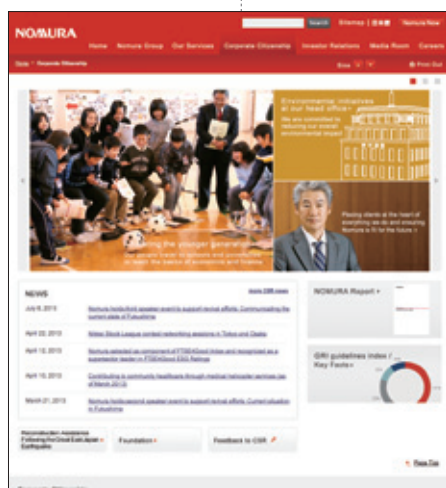 Search Sitemap | 日本語 Nomura Now
NOMURA
Home Nomura Group Our Services Corporate Citizenship Investor Relations Media Room Careers
Home > Corporate Citizenship Size Print Out
Environmental initiatives
at our head office
We are committed to
reducing our overall
environmental impact
the younger generation
Placing clients at the heart of
everything we do and ensuring
Nomura is fit for the future
NEWS more CSR news
July 8, 2013 Nomura holds third speaker event to support revival efforts: Communicating the
current state of Fukushima
April 22, 2013 Nikkei Stock League contest networking sessions in Tokyo and Osaka
April 12, 2013 Nomura selected as component of FTSE4Good Index and recognized as a
supersector leader in FTSE4Good ESG Ratings
April 10, 2013 Contributing to community healthcare through medical helicopter services (as
of March 2013)
March 21, 2013 Nomura holds second speaker event to support revival efforts: Current situation
in Fukushima
NOMURA Report
GRI guidelines index /
Key Facts
Reconstruction Assistance
Following the Great East Japan
Earthquake
Foundation
Feedback to CSR
Page Top
Corporate Citizenship